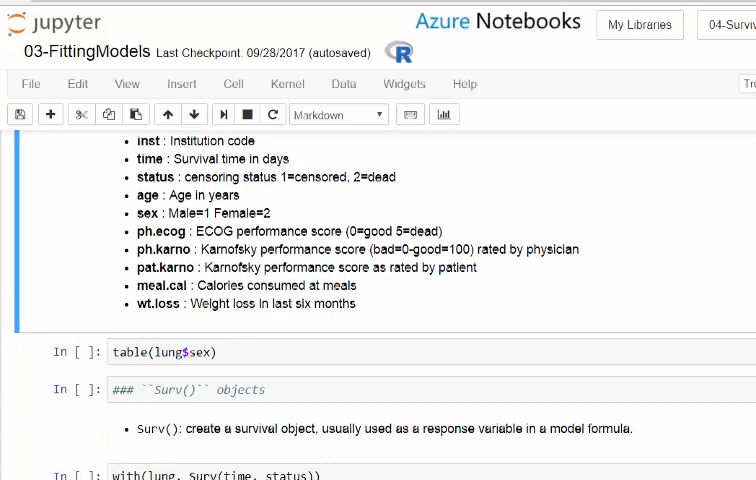 jupyter
Azure Notebooks
My Libraries
03-FittingModels Last Checkpoint. 09/28/2017 (autosaved)
File Edit View Insert Cell Kernel Data Widgets Help
Markdown
inst : Institution code
time : Survival time in days
status : censoring status 1=censored, 2=dead
age : Age in years
sex : Male=1 Female=2
ph.ecog : ECOG performance score (0=good 5=dead)
ph.karno : Karnofsky performance score (bad=0-good=100) rated by physician
pat.karno : Karnofsky performance score as rated by patient
meal.cal : Calories consumed at meals
wt.loss : Weight loss in last six months
In [ ]: table(lung$sex)
In [ ]: ### ``Surv()`` objects
Surv(): create a survival object, usually used as a response variable in a model formula.
with(lung, Surv(time, status))